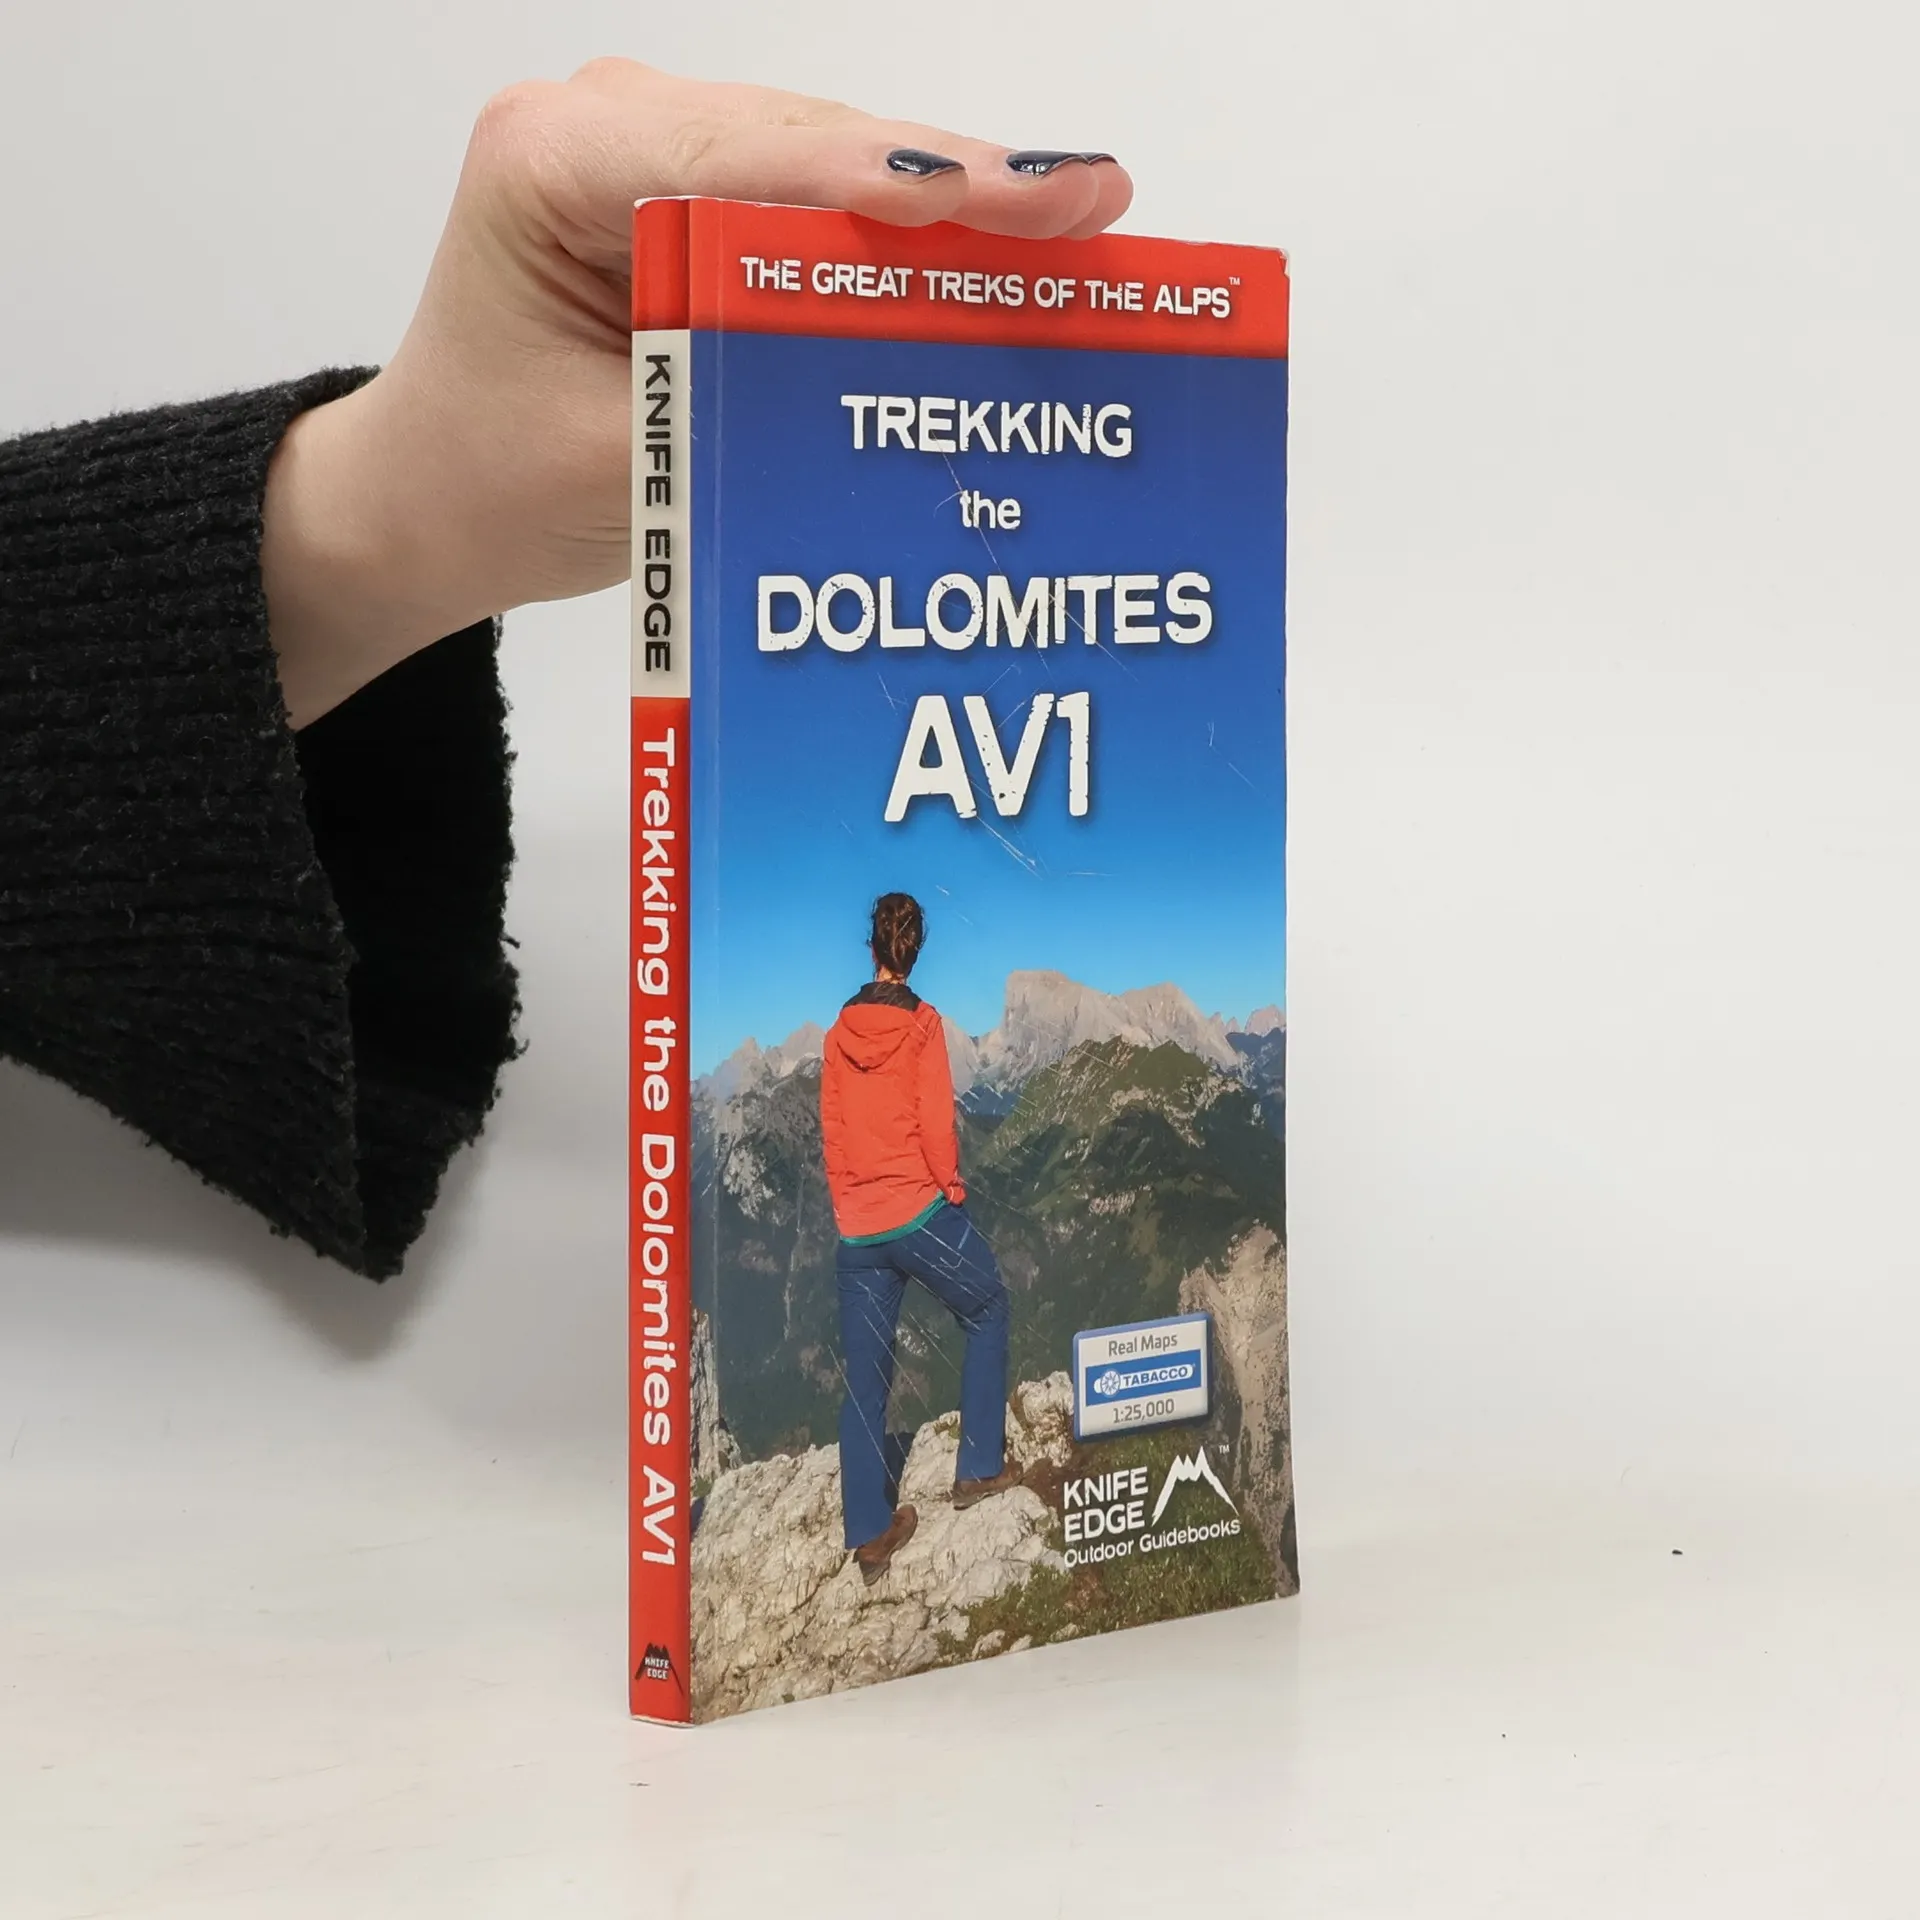 THE GREAT TREKS OF THE ALPS™
TREKKING
the
DOLOMITES
AV1
Real Maps
TABACCO
1:25,000
KNIFE
EDGE
™
Outdoor Guidebooks
KNIFE EDGE
Trekking the Dolomites AV1
KNIFE
EDGE